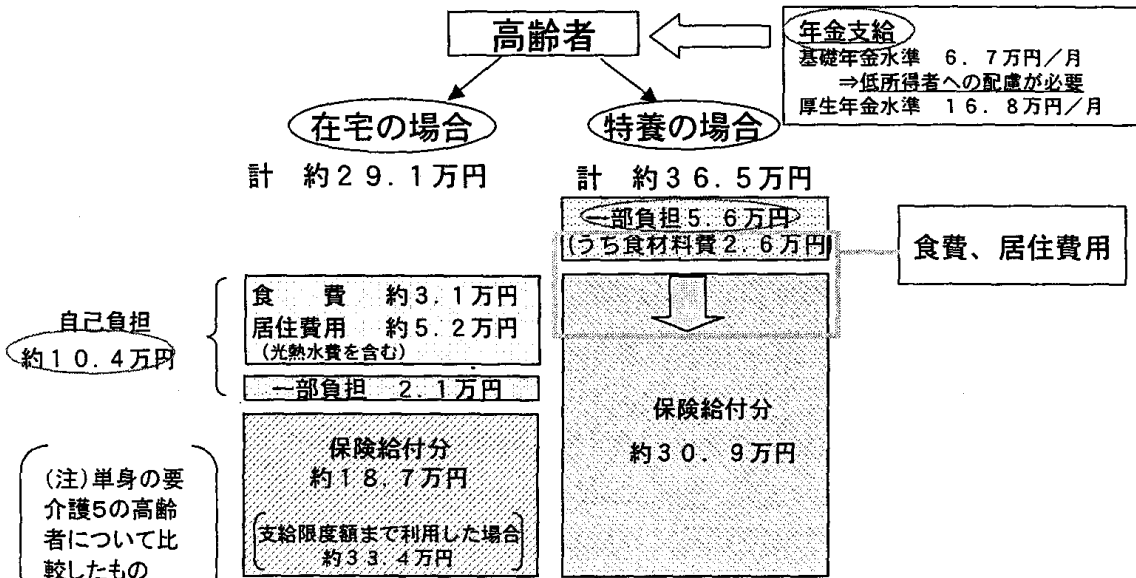 高齢者
年金支給
基礎年金水準 6.7万円/月
⇒低所得者への配慮が必要
厚生年金水準 16.8万円/月
在宅の場合
特養の場合
計 約29.1万円
計 約36.5万円
一部負担5.6万円
(うち食材料費2.6万円)
食費、居住費用
自己負担
約10.4万円
食 費 約3.1万円
居住費用 約5.2万円
(光熱水費を含む)
一部負担 2.1万円
保険給付分
約18.7万円
支給限度額まで利用した場合
約33.4万円
保険給付分
約30.9万円
(注)単身の要
介護5の高齢
者について比
較したもの